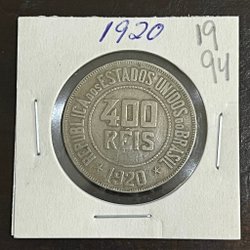 1920
19
94
REPUBLICA DOS ESTADOS UNIDOS DO BRASIL
400
REIS
1920